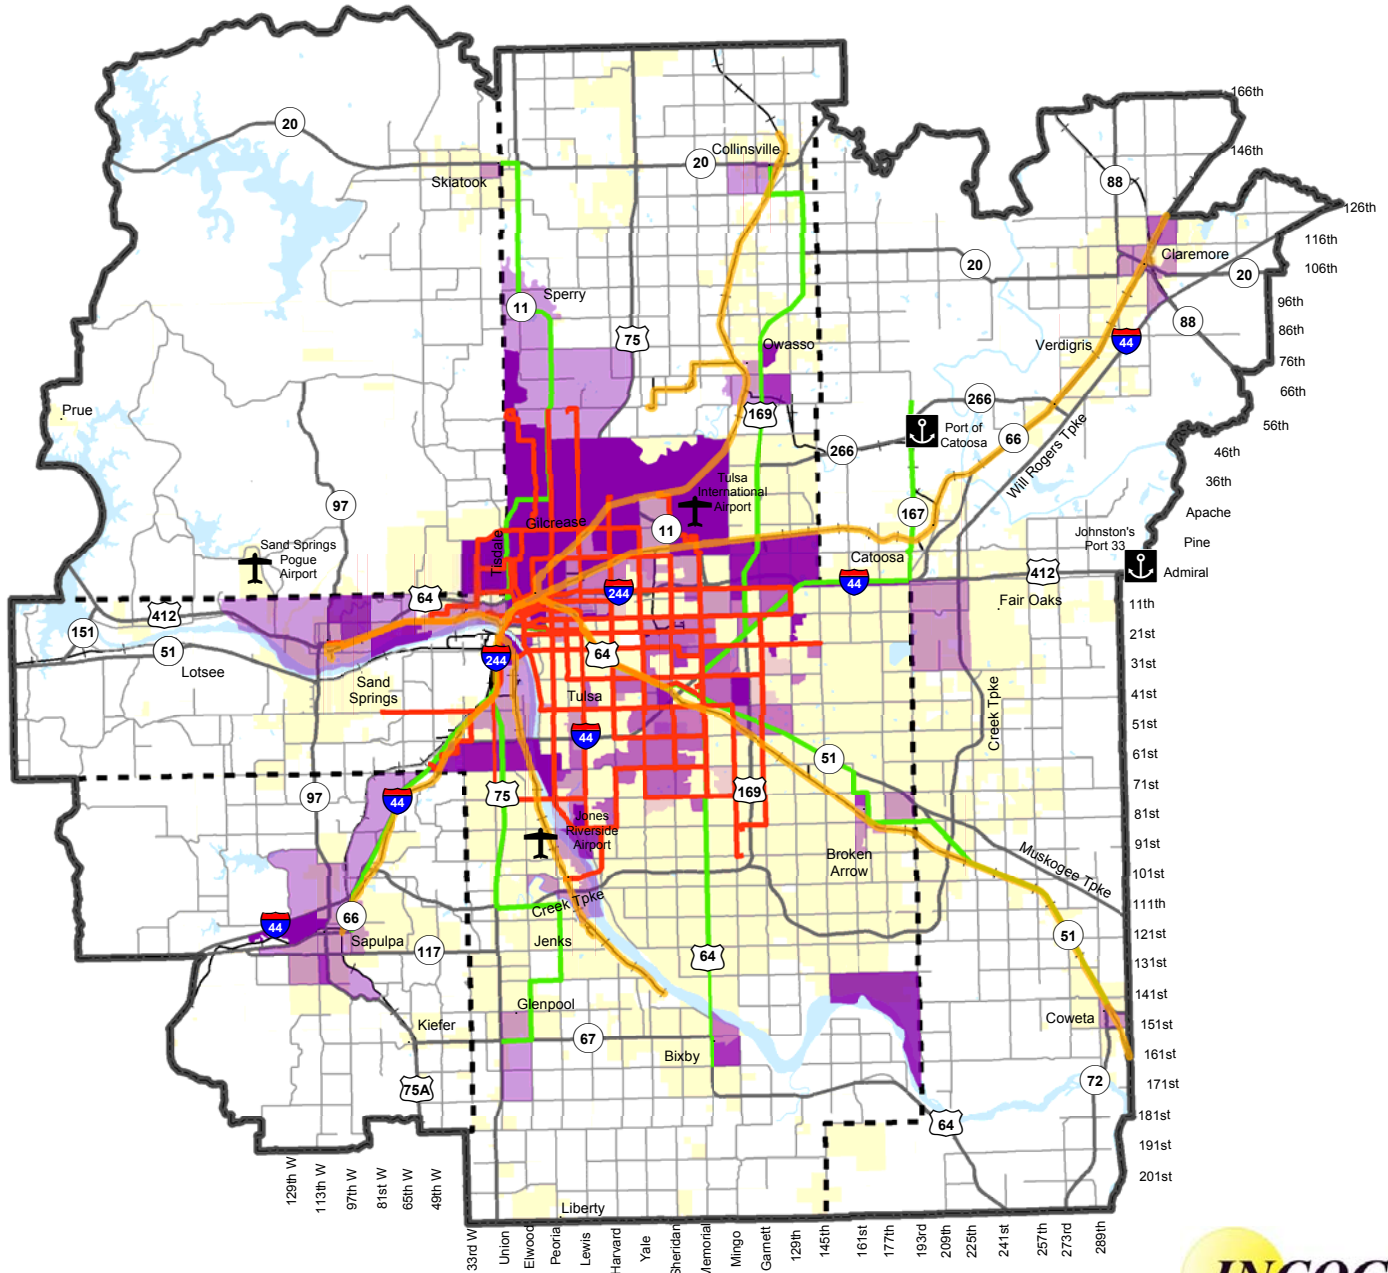 166th
146th
126th
116th
106th
96th
86th
76th
66th
56th
46th
36th
Apache
Pine
Admiral
11th
21st
31st
41st
51st
61st
71st
81st
91st
101st
111th
121st
131st
141st
151st
161st
171st
181st
191st
201st
20
Collinsville
20
Skiatook
88
Claremore
20
20
Sperry
11
75
88
Owasso
Verdigris
44
Prue
169
266
Port of
Catoosa
66
266
Will Rogers Tpke
97
Tulsa
International
Airport
167
Gilcrease
11
Tisdale
Johnston's
Port 33
Sand Springs
Pogue
Airport
Catoosa
64
244
44
412
412
Fair Oaks
151
51
Lotsee
244
64
Sand
Springs
Tulsa
Creek Tpke
44
51
97
44
75
169
Jones
Riverside
Airport
Broken
Arrow
Muskogee Tpke
Creek Tpke
66
44
Sapulpa
117
Jenks
64
51
Glenpool
Kiefer
67
Bixby
Coweta
75A
72
64
Liberty
129th W
113th W
97th W
81st W
65th W
49th W
33rd W
Union
Elwood
Peoria
Lewis
Harvard
Yale
Sheridan
Memorial
Mingo
Garnett
129th
145th
161st
177th
193rd
209th
225th
241st
257th
273rd
289th
INCOG